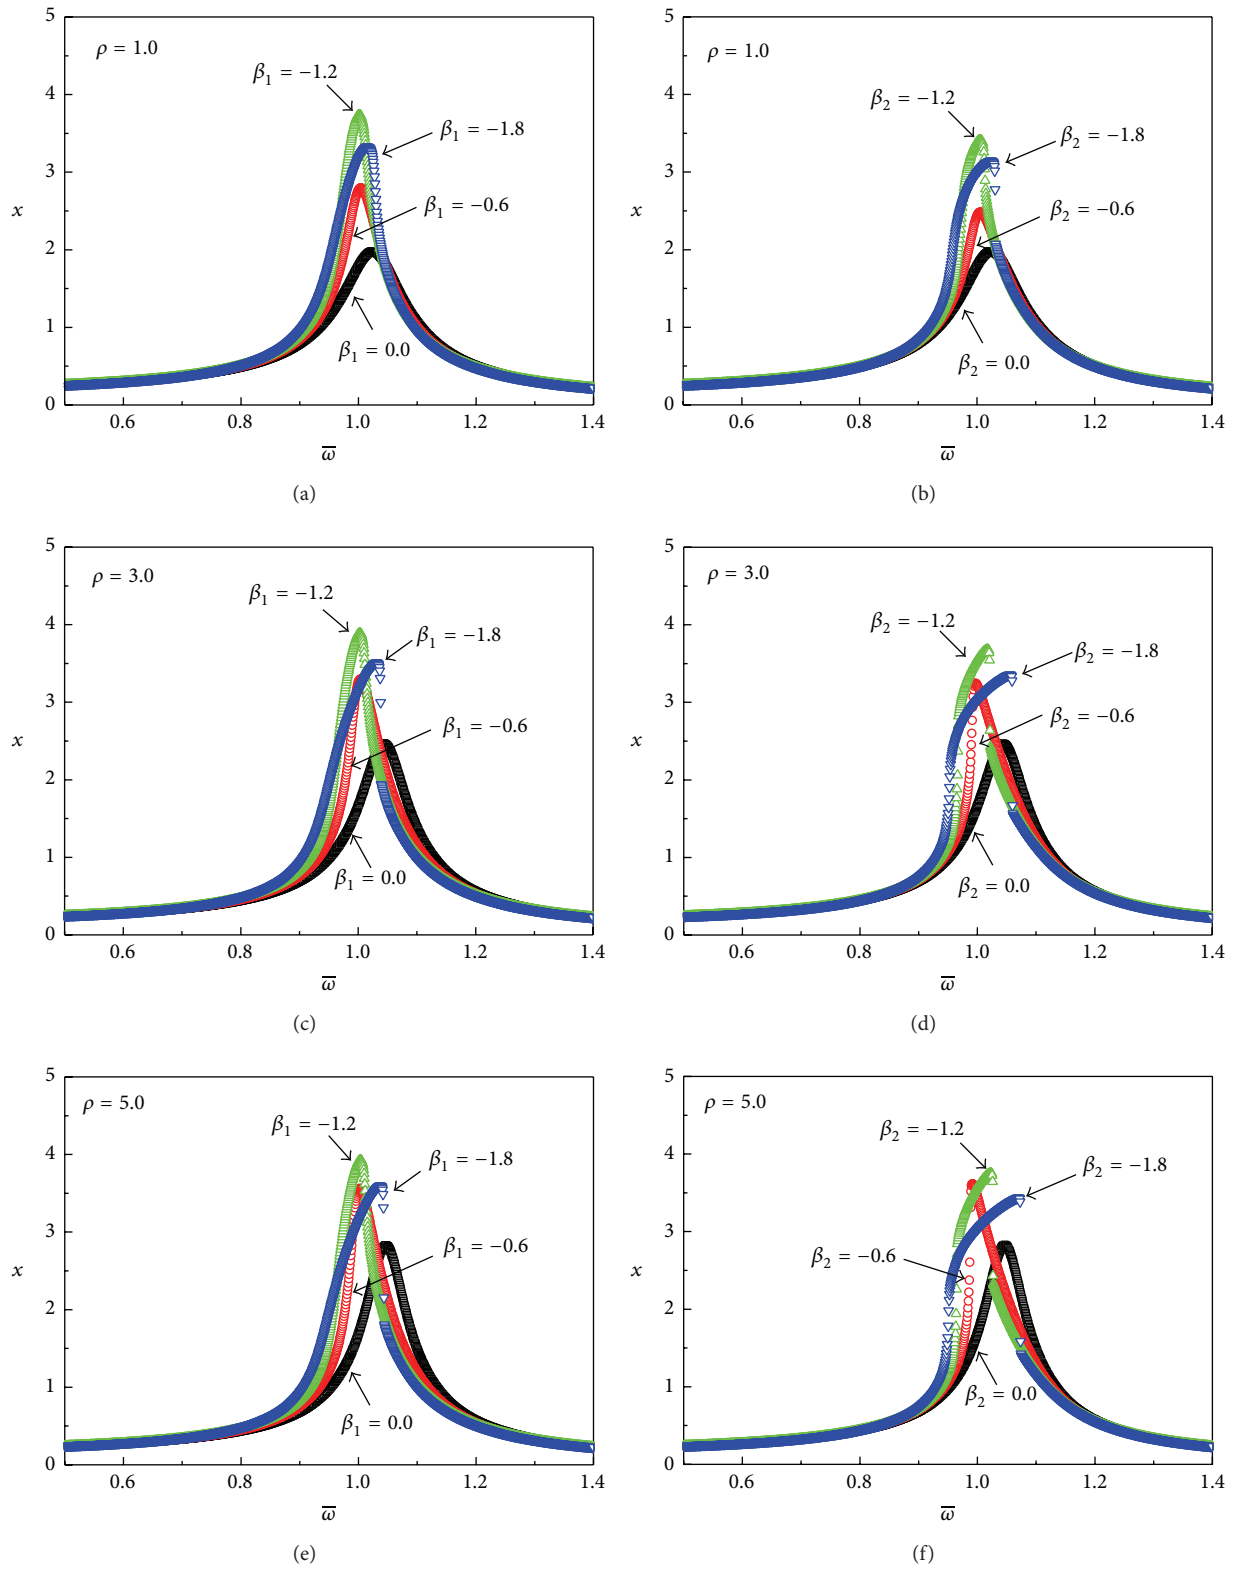 ρ = 1.0
β1 = −1.2
β1 = −1.8
β1 = −0.6
β1 = 0.0
5
4
3
2
1
0
x
0.6 0.8 1.0 1.2 1.4
ω̅
(a)
ρ = 1.0
β2 = −1.2
β2 = −1.8
β2 = −0.6
β2 = 0.0
5
4
3
2
1
0
x
0.6 0.8 1.0 1.2 1.4
ω̅
(b)
ρ = 3.0
β1 = −1.2
β1 = −1.8
β1 = −0.6
β1 = 0.0
5
4
3
2
1
0
x
0.6 0.8 1.0 1.2 1.4
ω̅
(c)
ρ = 3.0
β2 = −1.2
β2 = −1.8
β2 = −0.6
β2 = 0.0
5
4
3
2
1
0
x
0.6 0.8 1.0 1.2 1.4
ω̅
(d)
ρ = 5.0
β1 = −1.2
β1 = −1.8
β1 = −0.6
β1 = 0.0
5
4
3
2
1
0
x
0.6 0.8 1.0 1.2 1.4
ω̅
(e)
ρ = 5.0
β2 = −1.2
β2 = −1.8
β2 = −0.6
β2 = 0.0
5
4
3
2
1
0
x
0.6 0.8 1.0 1.2 1.4
ω̅
(f)